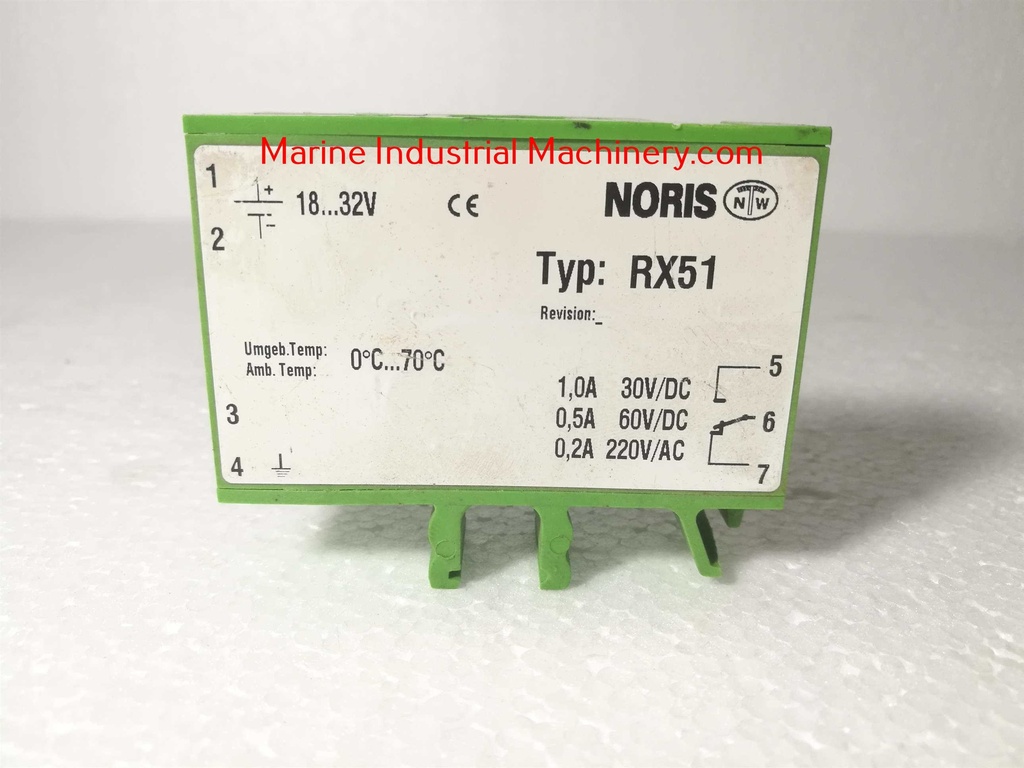 Marine Industrial Machinery.com
1
+
18...32V
CE
NORIS
NTW
2
-
Typ: RX51
Revision:_
Umgeb.Temp:
Amb. Temp:
0°C...70°C
3
4
1,0A 30V/DC
0,5A 60V/DC
0,2A 220V/AC
5
6
7